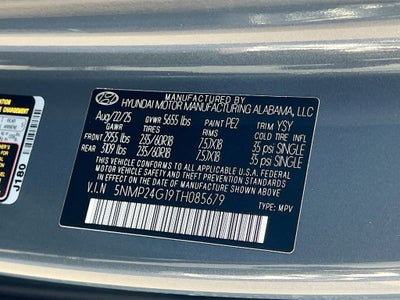 MANUFACTURED BY
HYUNDAI MOTOR MANUFACTURING ALABAMA, LLC
Aug/22/25 GVWR 5655 lbs PAINT PE2 TRIM YSY
GAWR TIRES RIMS COLD TIRE INFL
FRONT 2955 lbs 235/60R18 7.5JX18 35 psi SINGLE
REAR 3109 lbs 235/60R18 7.5JX18 35 psi SINGLE
THIS VEHICLE CONFORMS TO ALL APPLICABLE
U.S.A. FEDERAL MOTOR VEHICLE SAFETY AND
THEFT PREVENTION STANDARDS IN EFFECT ON THE
DATE OF MANUFACTURE SHOWN ABOVE.
V.I.N 5NMP24G19TH085679
TYPE: MPV
J180